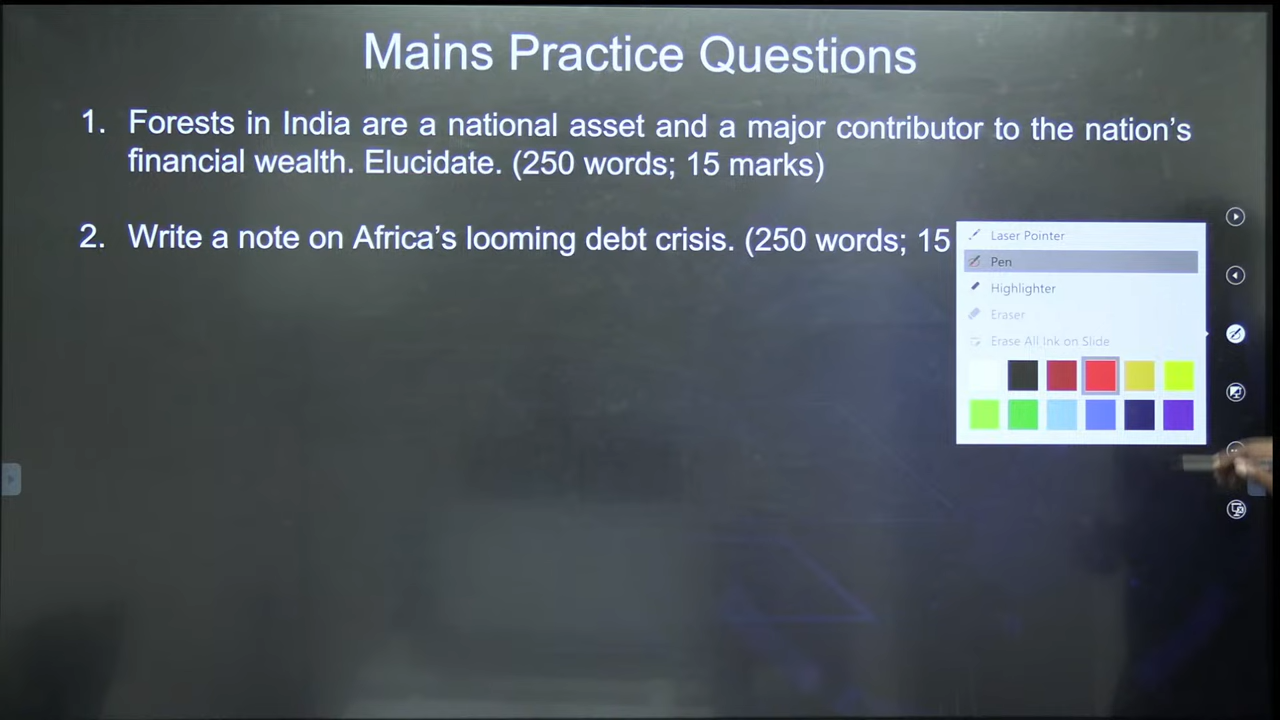 Mains Practice Questions
1. Forests in India are a national asset and a major contributor to the nation's
financial wealth. Elucidate. (250 words; 15 marks)
2. Write a note on Africa's looming debt crisis. (250 words; 15
Laser Pointer
Pen
Highlighter
Eraser
Erase All Ink on Slide